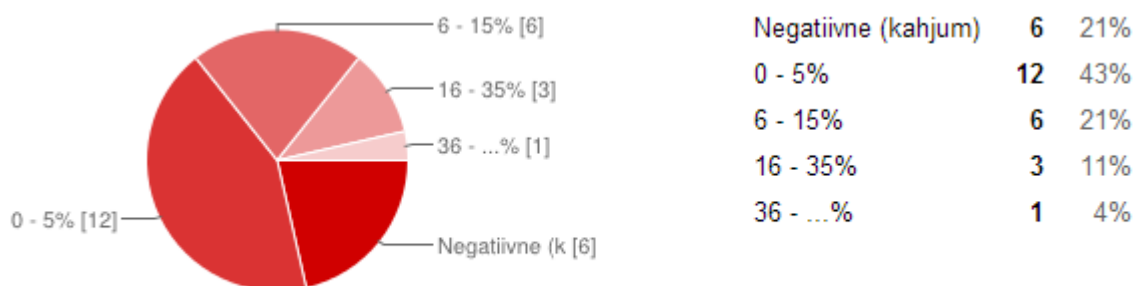 6 - 15% [6]
16 - 35% [3]
36 - ...% [1]
0 - 5% [12]
Negatiivne (k [6]
Negatiivne (kahjum) 6 21%
0 - 5% 12 43%
6 - 15% 6 21%
16 - 35% 3 11%
36 - ...% 1 4%